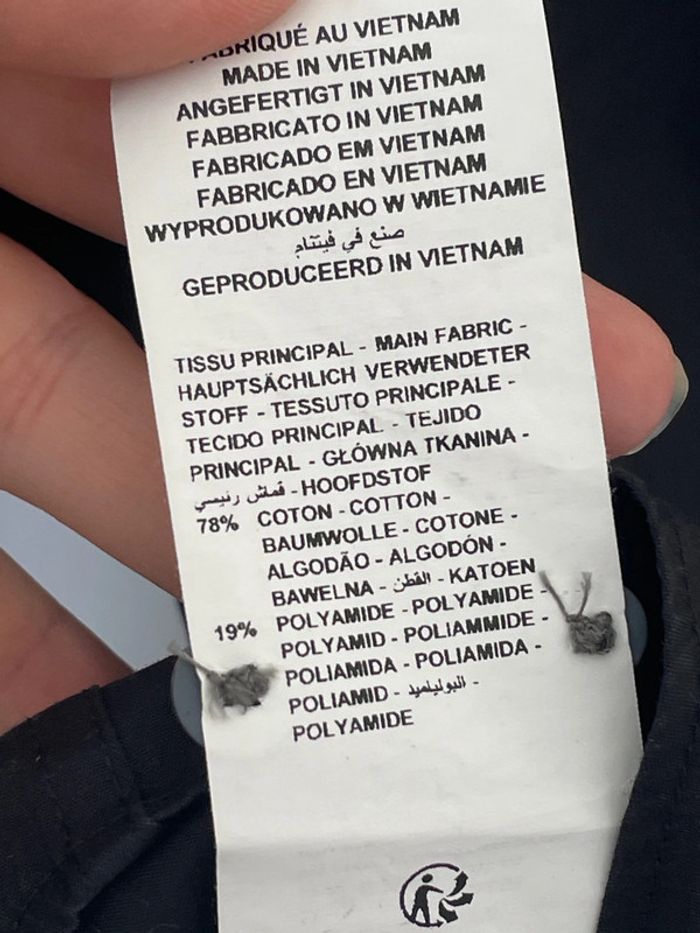 FABRIQUÉ AU VIETNAM
MADE IN VIETNAM
ANGEFERTIGT IN VIETNAM
FABBRICATO IN VIETNAM
FABRICADO EM VIETNAM
FABRICADO EN VIETNAM
WYPRODUKOWANO W WIETNAMIE
صنع في فيتنام
GEPRODUCEERD IN VIETNAM
TISSU PRINCIPAL - MAIN FABRIC -
HAUPTSÄCHLICH VERWENDETER
STOFF - TESSUTO PRINCIPALE -
TECIDO PRINCIPAL - TEJIDO
PRINCIPAL - GŁÓWNA TKANINA -
قماش رئيسي - HOOFDSTOF
78% COTON - COTTON -
BAUMWOLLE - COTONE -
ALGODÃO - ALGODÓN -
BAWELNA - القطن - KATOEN
19% POLYAMIDE - POLYAMIDE -
POLYAMID - POLIAMMIDE -
POLIAMIDA - POLIAMIDA -
POLIAMID - البولياميد -
POLYAMIDE